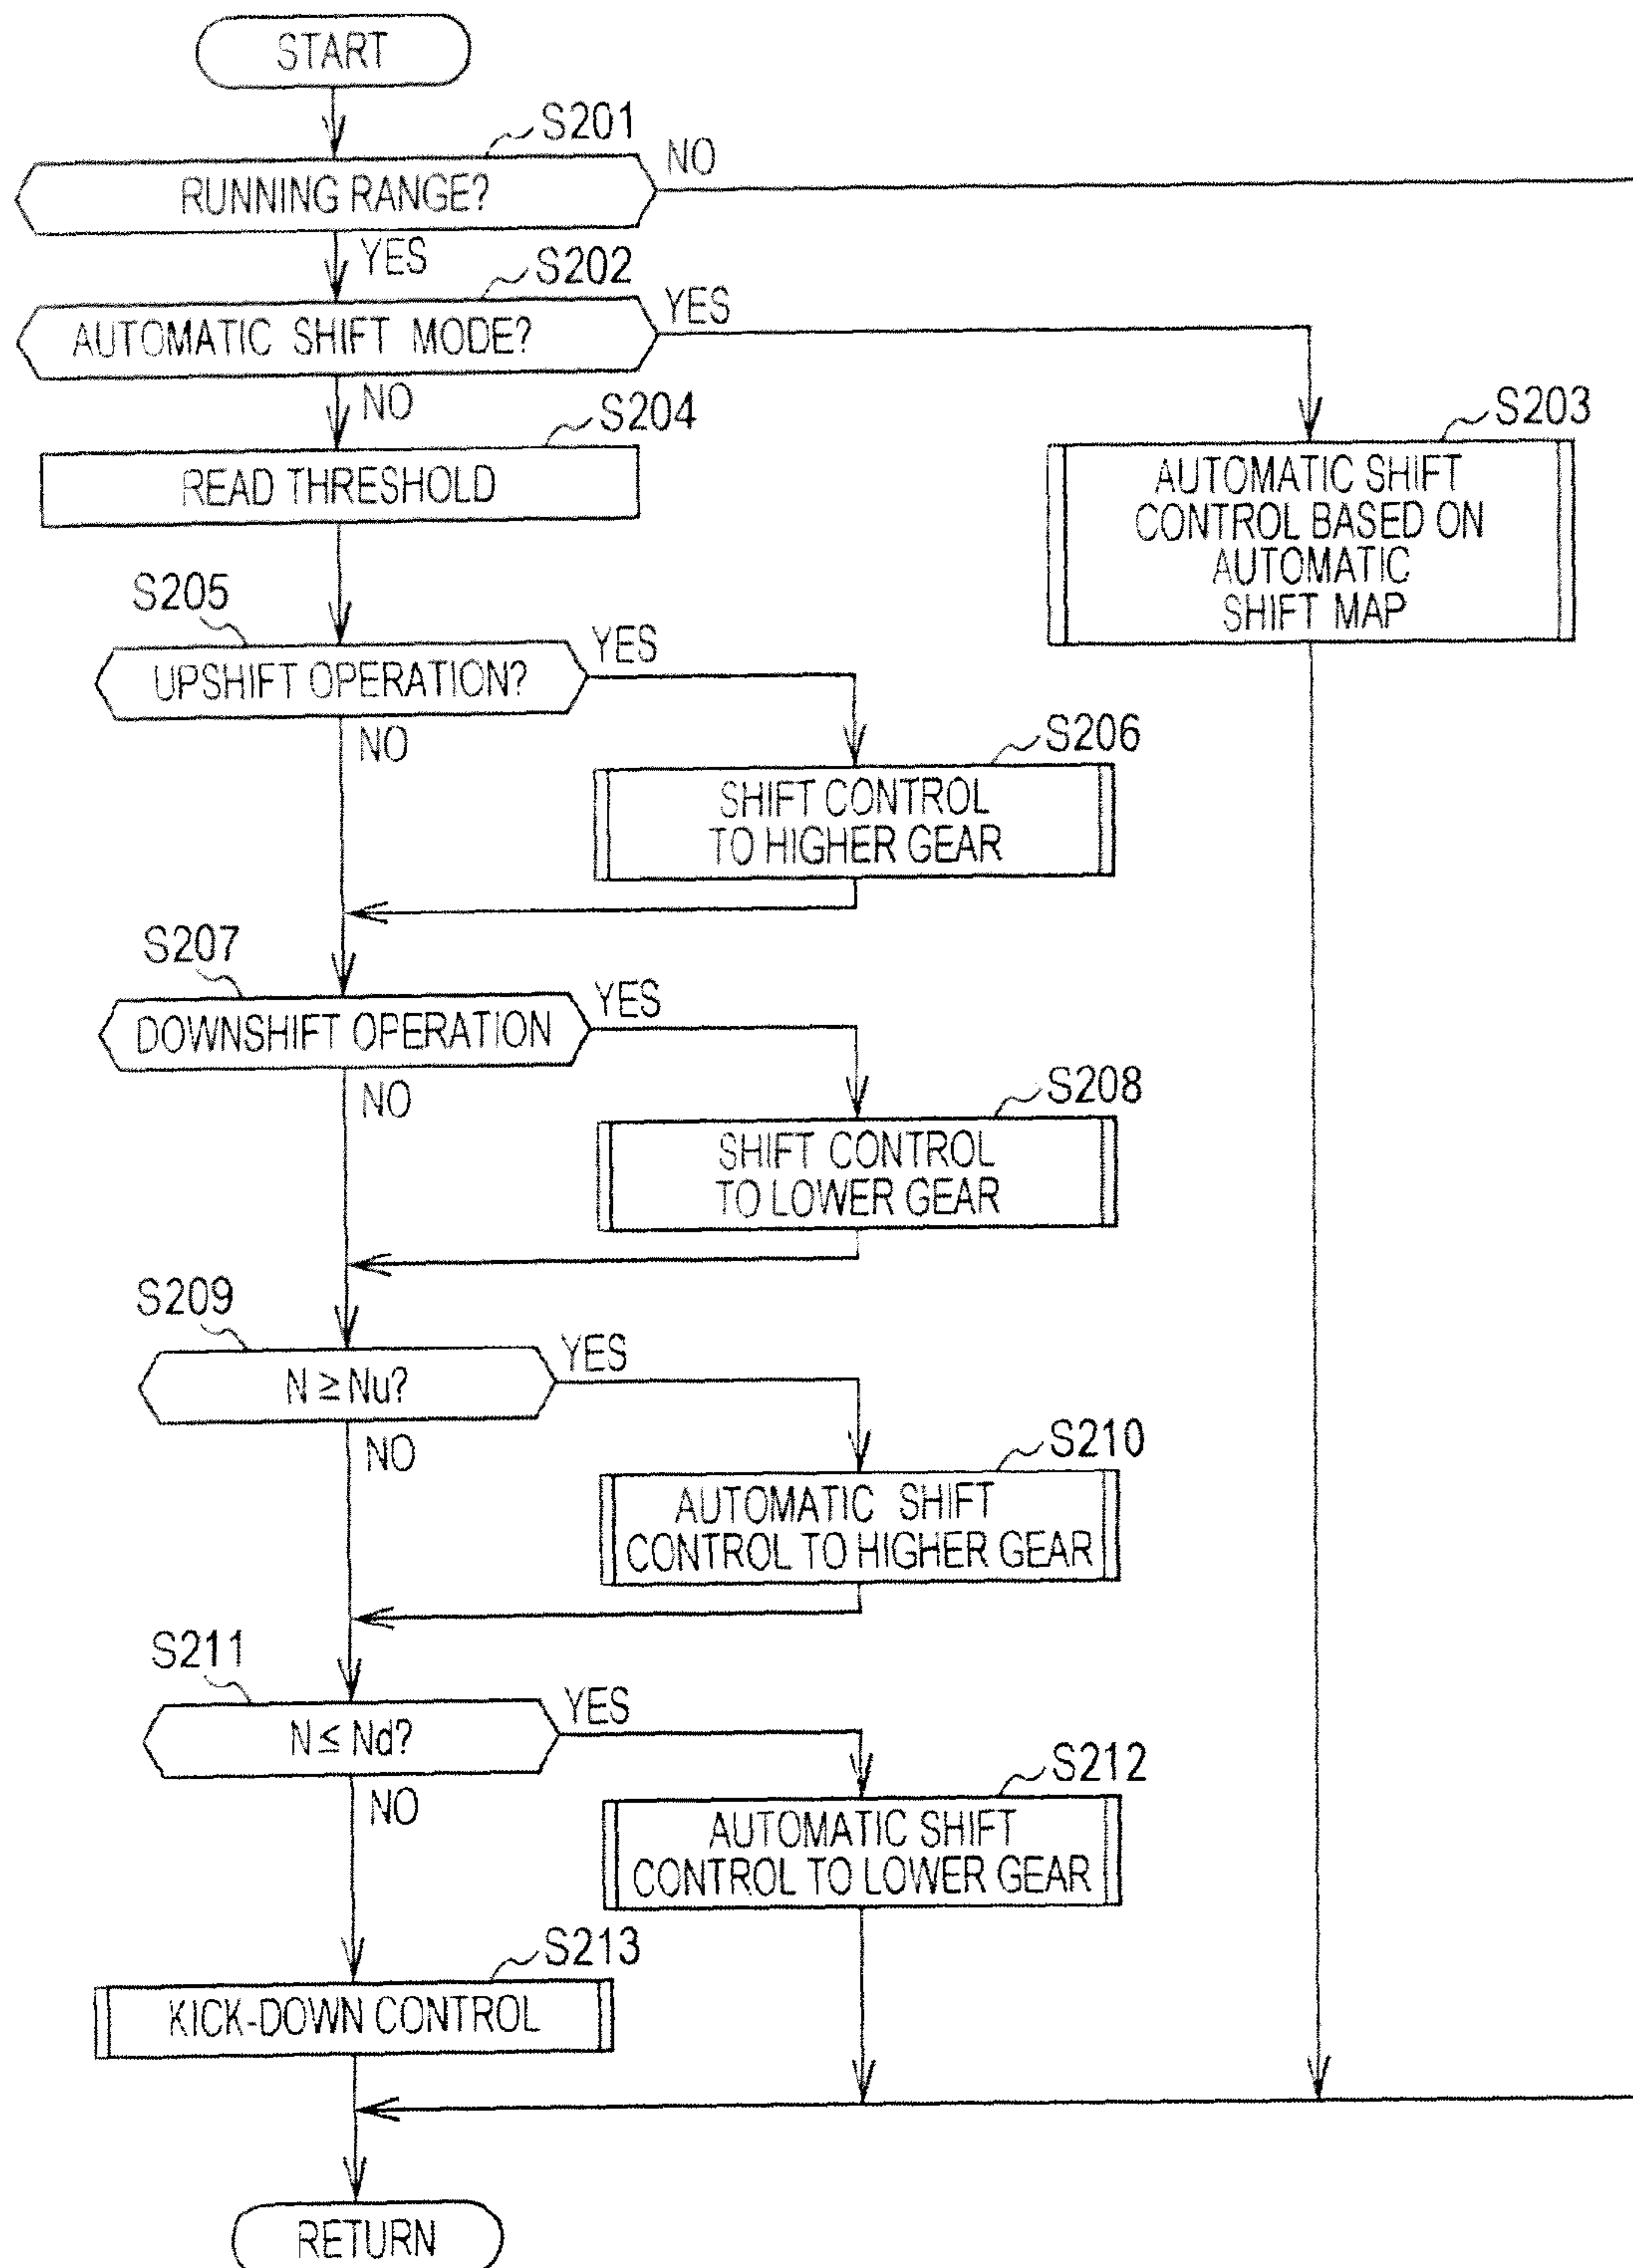 START
S201
RUNNING RANGE?
NO
YES
S202
AUTOMATIC SHIFT MODE?
YES
NO
S204
READ THRESHOLD
S203
AUTOMATIC SHIFT
CONTROL BASED ON
AUTOMATIC
SHIFT MAP
S205
UPSHIFT OPERATION?
YES
NO
S206
SHIFT CONTROL
TO HIGHER GEAR
S207
DOWNSHIFT OPERATION
YES
NO
S208
SHIFT CONTROL
TO LOWER GEAR
S209
N ≥ Nu?
YES
NO
S210
AUTOMATIC SHIFT
CONTROL TO HIGHER GEAR
S211
N ≤ Nd?
YES
NO
S212
AUTOMATIC SHIFT
CONTROL TO LOWER GEAR
S213
KICK-DOWN CONTROL
RETURN